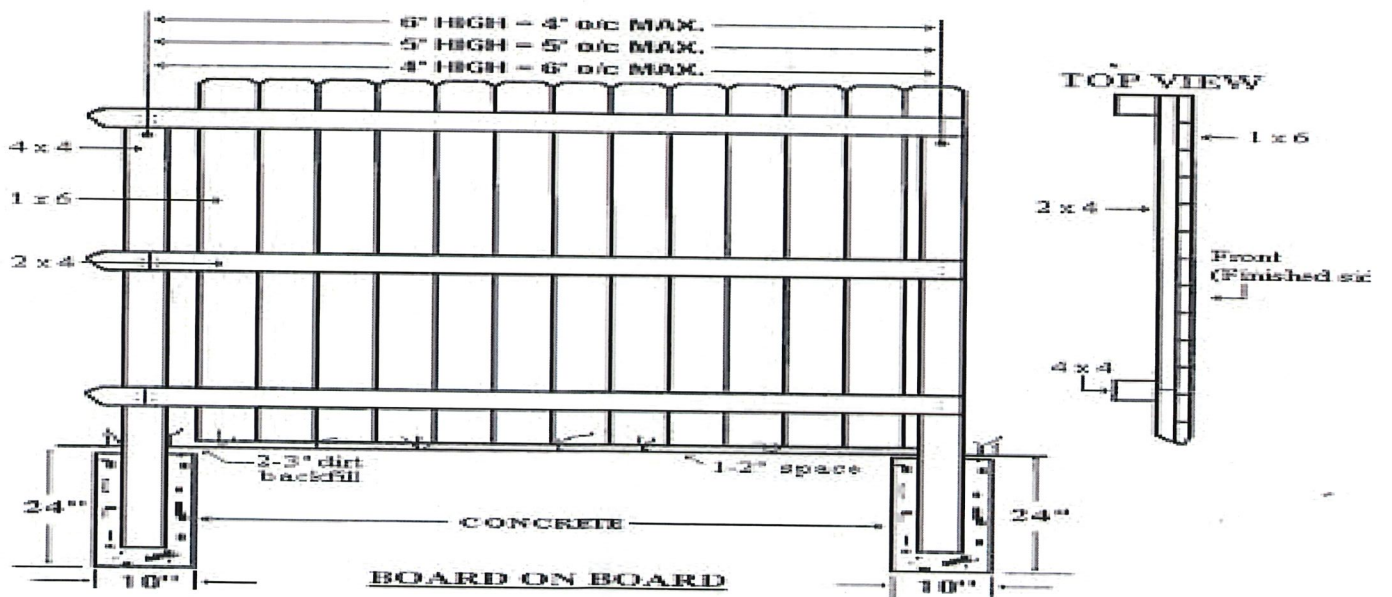 6' HIGH - 4' o/c MAX.
5' HIGH - 5' o/c MAX.
4' HIGH - 6' o/c MAX.
TOP VIEW
4 x 4
1 x 6
2 x 4
1 x 6
2 x 4
Front
(Finished sid
4 x 4
2-3" dirt
backfill
1-2" space
24"
CONCRETE
24"
10"
BOARD ON BOARD
10"